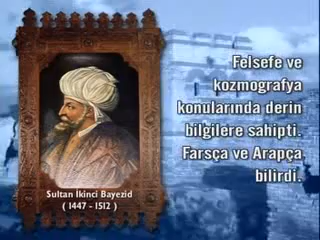 Felsefe ve
kozmografya
konularında derin
bilgilere sahipti.
Farsça ve Arapça
bilirdi.
Sultan İkinci Bayezid
( 1447 - 1512 )